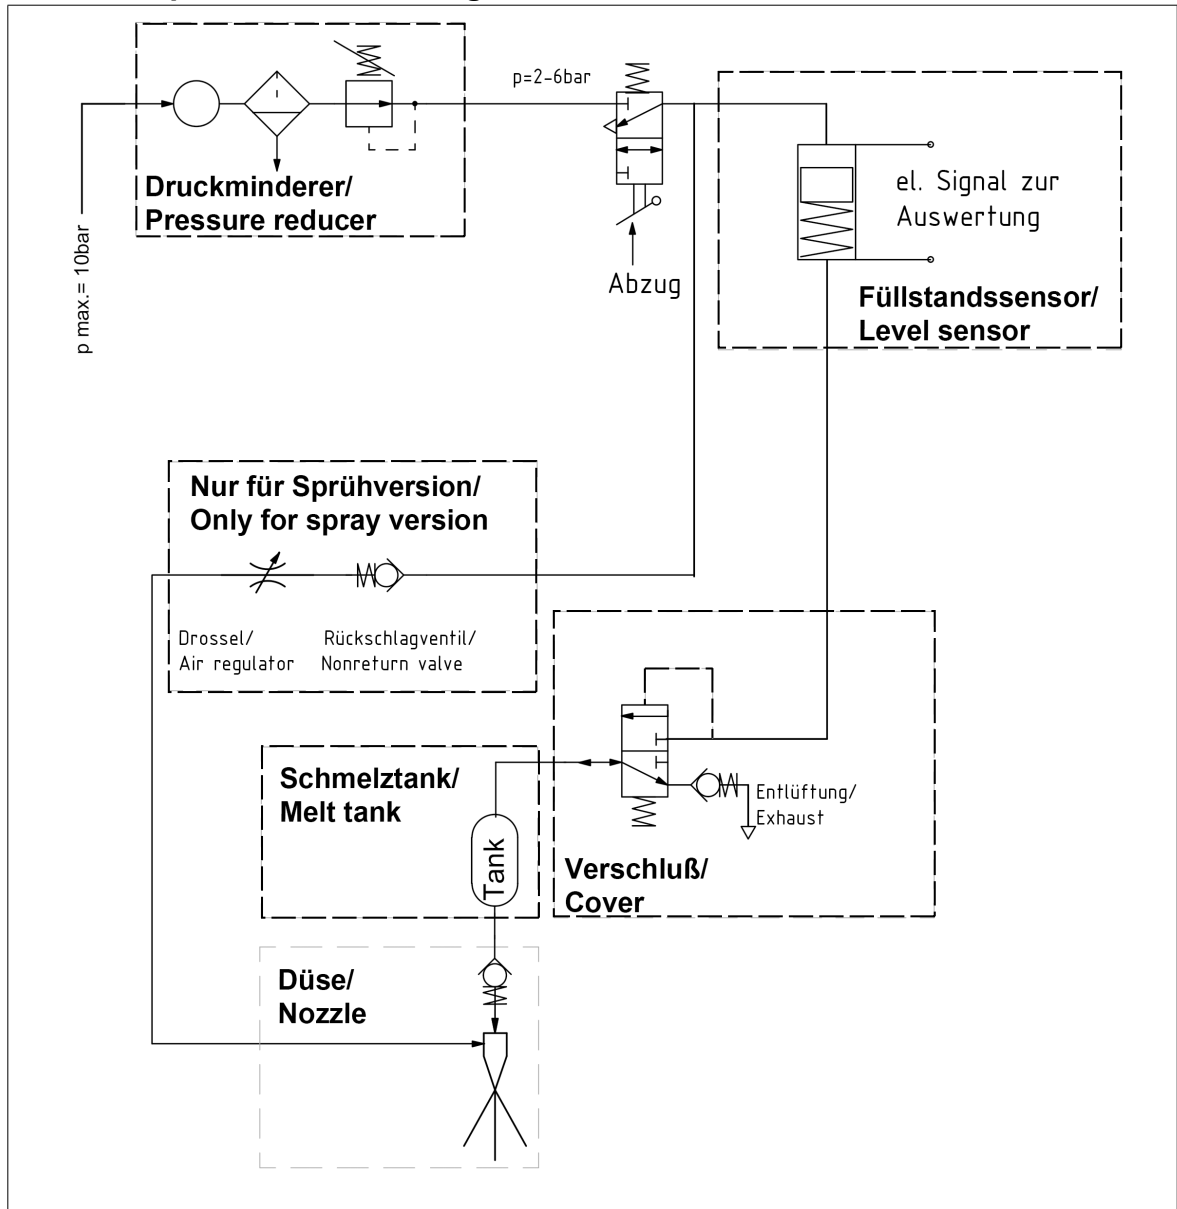 p=2-6bar
Druckminderer/
Pressure reducer
p max.= 10bar
Abzug
el. Signal zur
Auswertung
Füllstandssensor/
Level sensor
Nur für Sprühversion/
Only for spray version
Drossel/
Air regulator
Rückschlagventil/
Nonreturn valve
Schmelztank/
Melt tank
Tank
Entlüftung/
Exhaust
Verschluß/
Cover
Düse/
Nozzle